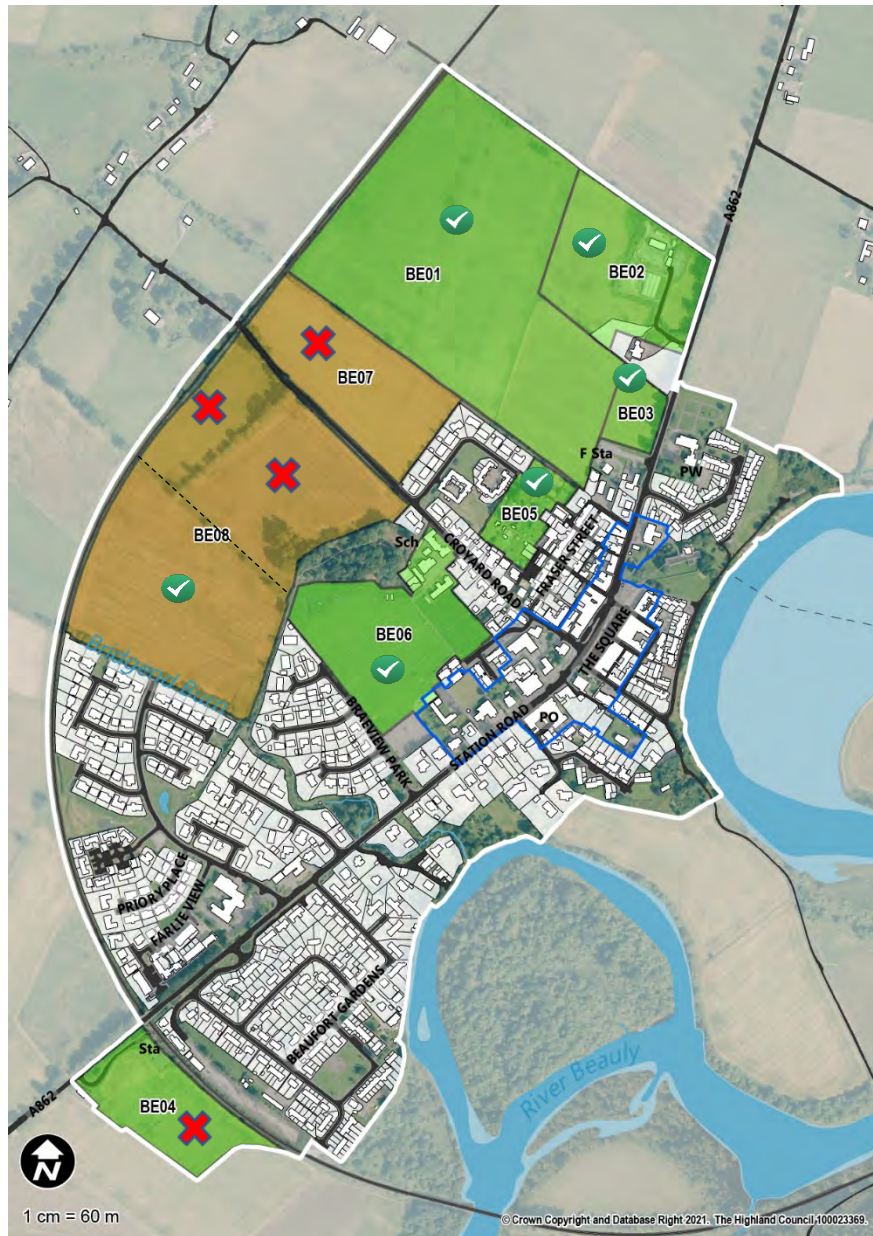 A862
BE01
BE02
BE07
BE03
F Sta
PW
BE05
BE08
Sch
CROYARD ROAD
FRASER STREET
BE06
THE SQUARE
Bridgend Burn
BRAEVIEW PARK
STATION ROAD
PO
PRIORY PLACE
FARLIE VIEW
BEAUFORT GARDENS
Sta
River Beauly
BE04
A862
N
1 cm = 60 m
© Crown Copyright and Database Right 2021. The Highland Council 100023369.